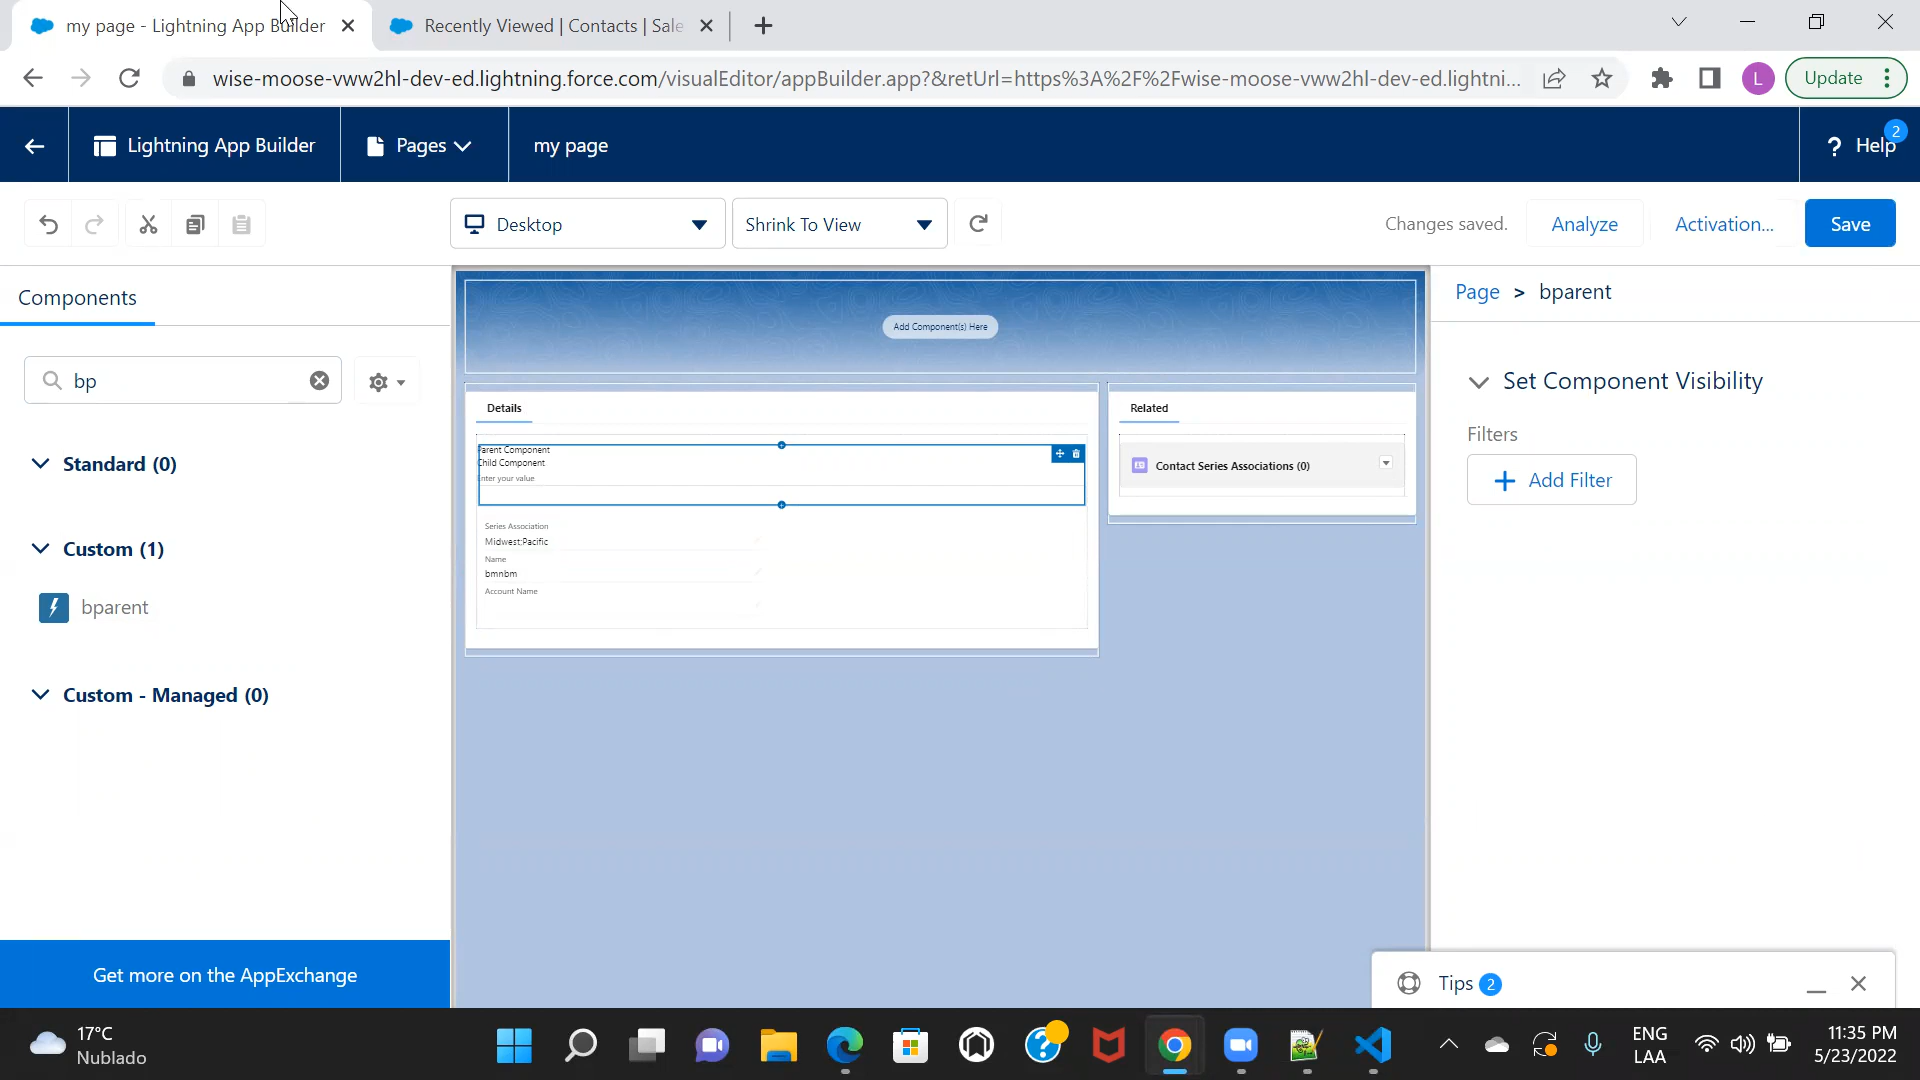 my page - Lightning App Builder
Recently Viewed | Contacts | Sale
wise-moose-vww2hl-dev-ed.lightning.force.com/visualEditor/appBuilder.app?&retUrl=https%3A%2F%2Fwise-moose-vww2hl-dev-ed.lightni...
L
Update
Lightning App Builder
Pages
my page
? Help
2
Desktop
Shrink To View
Changes saved.
Analyze
Activation...
Save
Components
bp
Standard (0)
Custom (1)
bparent
Custom - Managed (0)
Get more on the AppExchange
Add Component(s) Here
Details
Parent Component
Child Component
Enter your value
Series Association
Midwest;Pacific
Name
bmnbm
Account Name
Related
Contact Series Associations (0)
Page > bparent
Set Component Visibility
Filters
Add Filter
Tips 2
17°C
Nublado
ENG
LAA
11:35 PM
5/23/2022